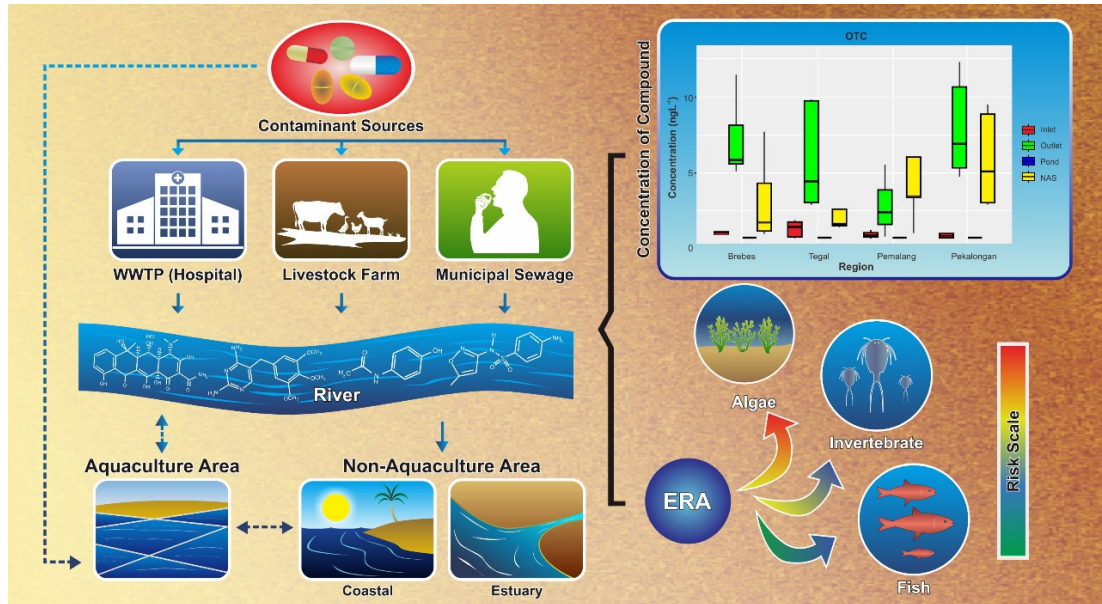 Contaminant Sources
WWTP (Hospital)
Livestock Farm
Municipal Sewage
River
Aquaculture Area
Non-Aquaculture Area
Coastal
Estuary
Concentration of Compound
OTC
Concentration (ngL⁻¹)
10
5
0
Brebes
Tegal
Pemalang
Pekalongan
Region
Inlet
Outlet
Pond
NAS
ERA
Algae
Invertebrate
Fish
Risk Scale